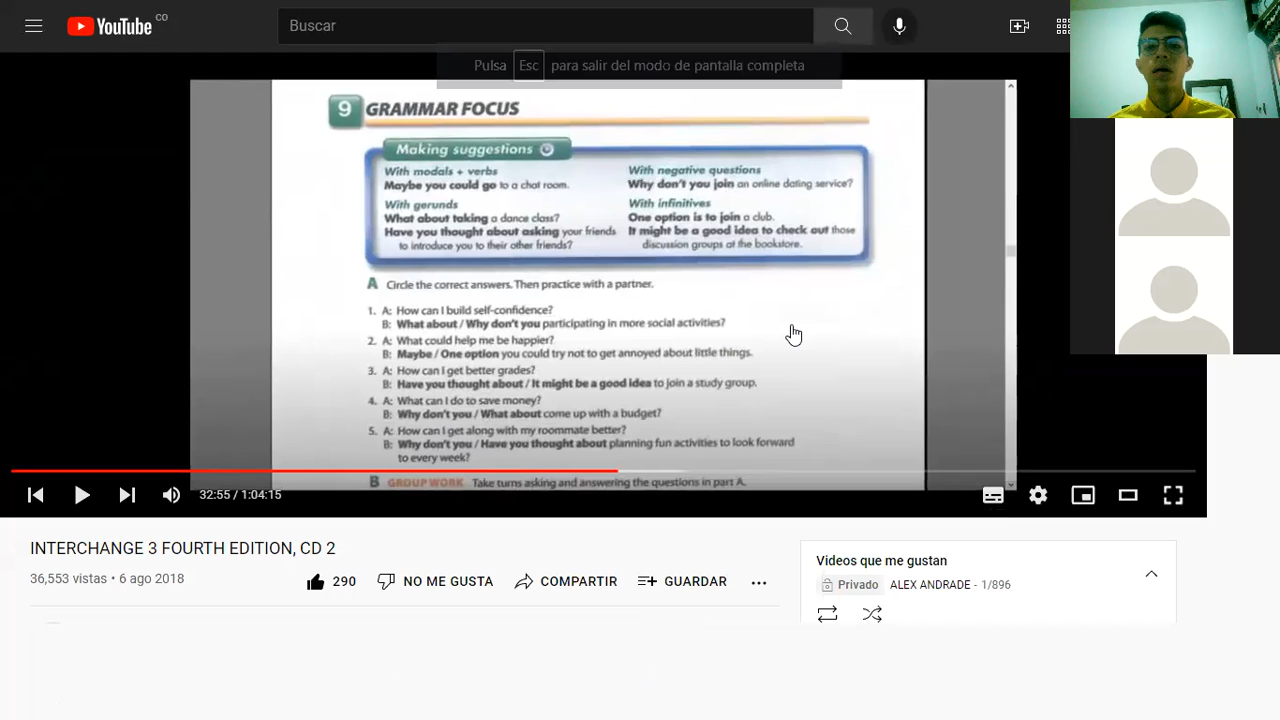 YouTube CO
Buscar
Pulsa Esc para salir del modo de pantalla completa
9 GRAMMAR FOCUS
Making suggestions
With modals + verbs
Maybe you could go to a chat room.
With gerunds
What about taking a dance class?
Have you thought about asking your friends
to introduce you to their other friends?
With negative questions
Why don't you join an online dating service?
With infinitives
One option is to join a club.
It might be a good idea to check out those
discussion groups at the bookstore.
A Circle the correct answers. Then practice with a partner.
1. A: How can I build self-confidence?
B: What about / Why don't you participating in more social activities?
2. A: What could help me be happier?
B: Maybe / One option you could try not to get annoyed about little things.
3. A: How can I get better grades?
B: Have you thought about / It might be a good idea to join a study group.
4. A: What can I do to save money?
B: Why don't you / What about come up with a budget?
5. A: How can I get along with my roommate better?
B: Why don't you / Have you thought about planning fun activities to look forward
to every week?
B GROUP WORK Take turns asking and answering the questions in part A.
32:55 / 1:04:15
INTERCHANGE 3 FOURTH EDITION, CD 2
36,553 vistas • 6 ago 2018
290 NO ME GUSTA COMPARTIR GUARDAR
Videos que me gustan
Privado ALEX ANDRADE - 1/896